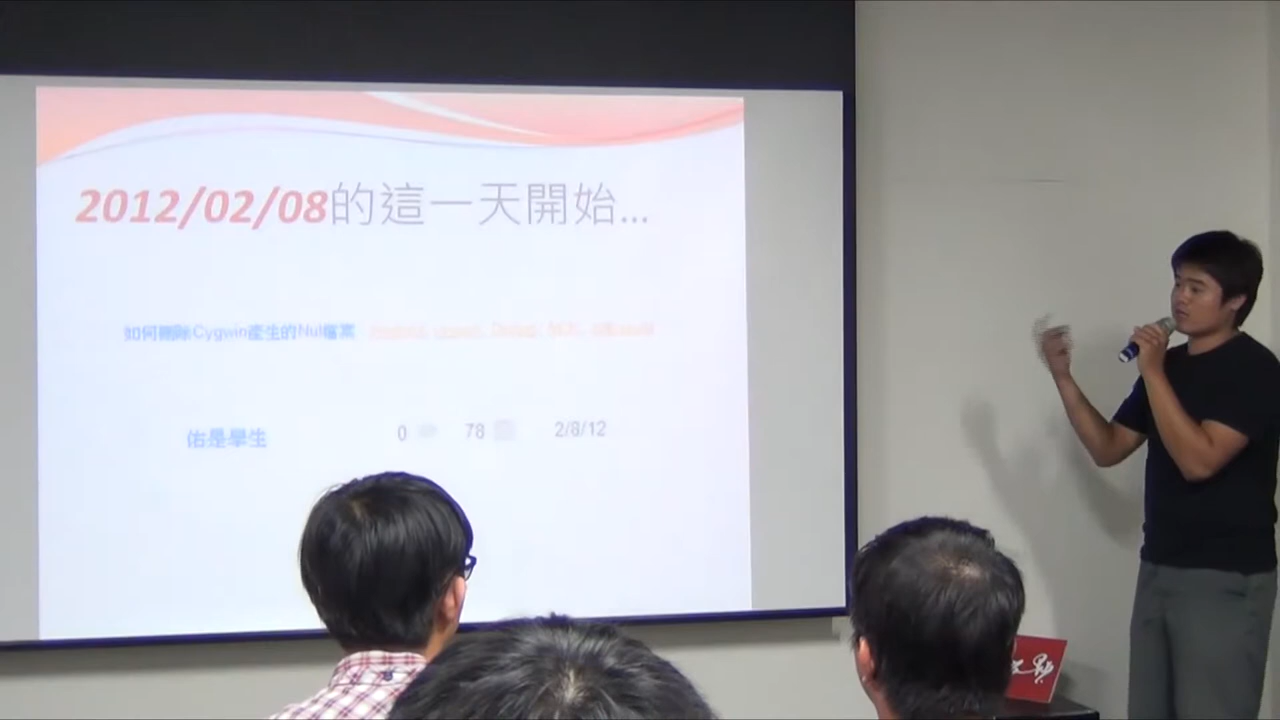 2012/02/08的這一天開始...
如何刪除Cygwin產生的Nul檔案
佑是學生 0 78 2/8/12